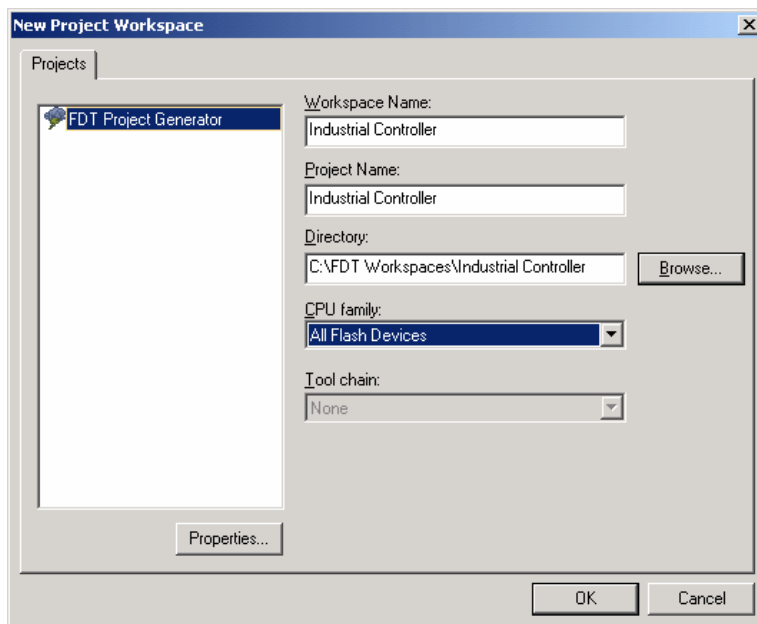 New Project Workspace
Projects
FDT Project Generator
Workspace Name:
Industrial Controller
Project Name:
Industrial Controller
Directory:
C:\FDT Workspaces\Industrial Controller
Browse...
CPU family:
All Flash Devices
Tool chain:
None
Properties...
OK
Cancel